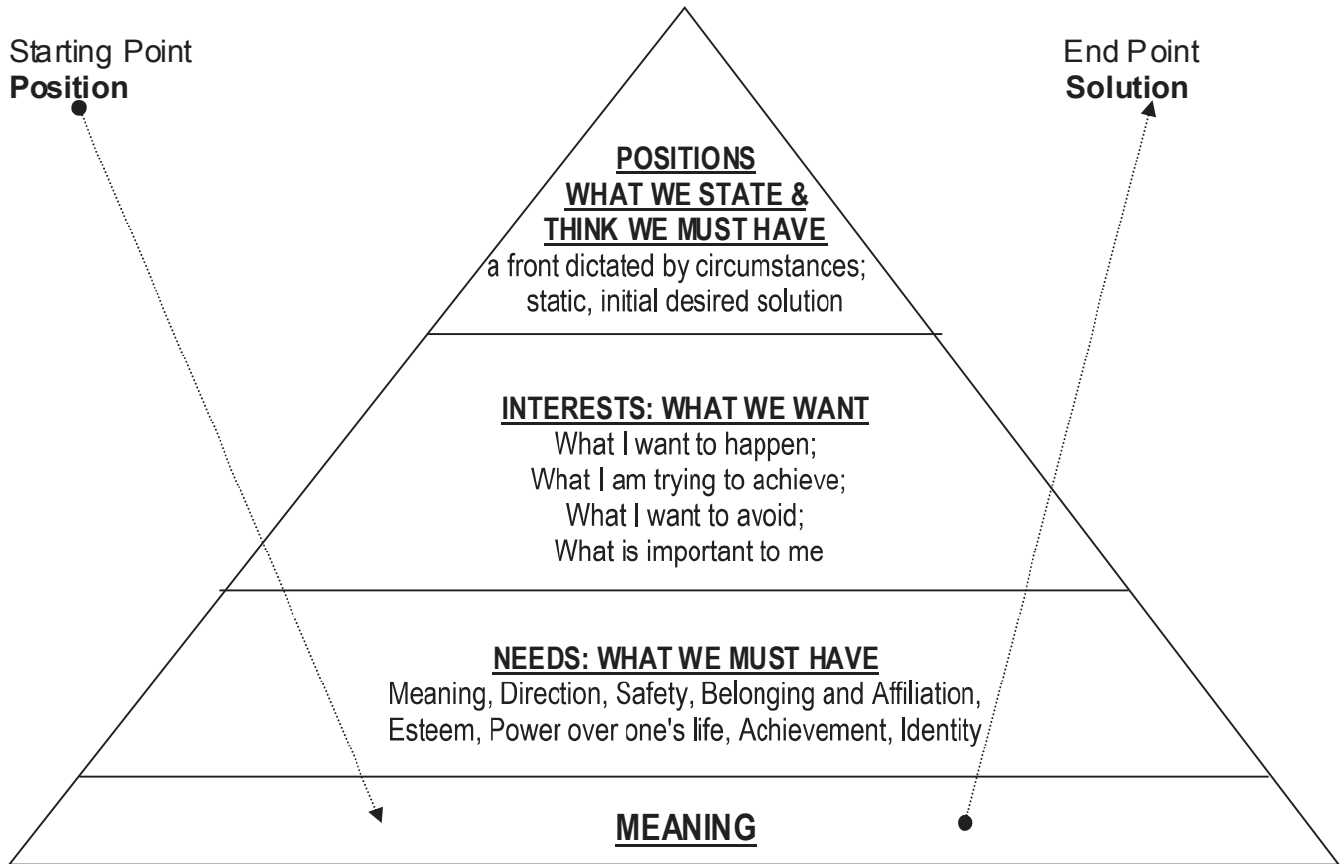 Starting Point
Position
End Point
Solution
POSITIONS
WHAT WE STATE &
THINK WE MUST HAVE
a front dictated by circumstances;
static, initial desired solution
INTERESTS: WHAT WE WANT
What I want to happen;
What I am trying to achieve;
What I want to avoid;
What is important to me
NEEDS: WHAT WE MUST HAVE
Meaning, Direction, Safety, Belonging and Affiliation,
Esteem, Power over one's life, Achievement, Identity
MEANING